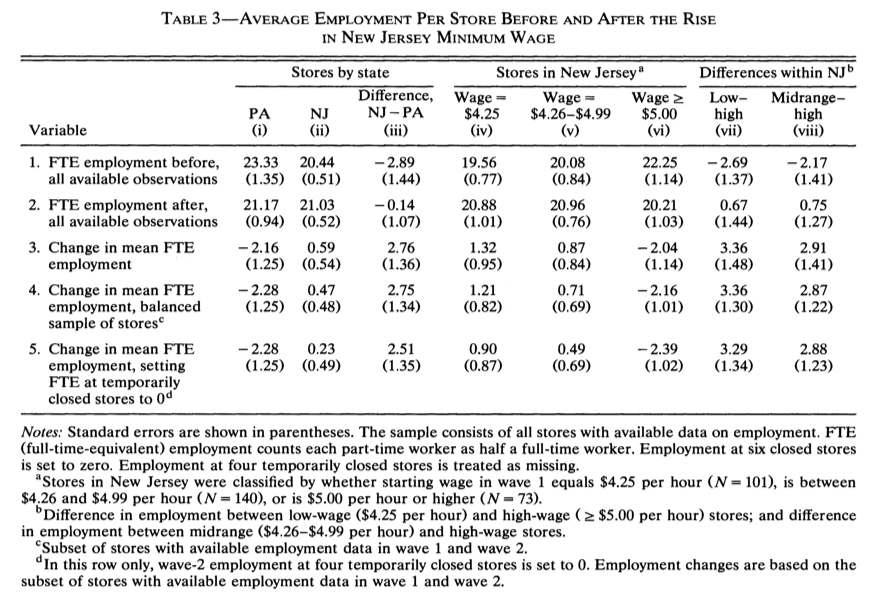 TABLE 3—AVERAGE EMPLOYMENT PER STORE BEFORE AND AFTER THE RISE
IN NEW JERSEY MINIMUM WAGE
Stores by state Stores in New Jerseyᵃ Differences within NJᵇ
Difference, Wage = Wage = Wage ≥ Low– Midrange–
PA NJ NJ − PA $4.25 $4.26–$4.99 $5.00 high high
Variable (i) (ii) (iii) (iv) (v) (vi) (vii) (viii)
1. FTE employment before, 23.33 20.44 −2.89 19.56 20.08 22.25 −2.69 −2.17
all available observations (1.35) (0.51) (1.44) (0.77) (0.84) (1.14) (1.37) (1.41)
2. FTE employment after, 21.17 21.03 −0.14 20.88 20.96 20.21 0.67 0.75
all available observations (0.94) (0.52) (1.07) (1.01) (0.76) (1.03) (1.44) (1.27)
3. Change in mean FTE −2.16 0.59 2.76 1.32 0.87 −2.04 3.36 2.91
employment (1.25) (0.54) (1.36) (0.95) (0.84) (1.14) (1.48) (1.41)
4. Change in mean FTE −2.28 0.47 2.75 1.21 0.71 −2.16 3.36 2.87
employment, balanced (1.25) (0.48) (1.34) (0.82) (0.69) (1.01) (1.30) (1.22)
sample of storesᶜ
5. Change in mean FTE −2.28 0.23 2.51 0.90 0.49 −2.39 3.29 2.88
employment, setting (1.25) (0.49) (1.35) (0.87) (0.69) (1.02) (1.34) (1.23)
FTE at temporarily
closed stores to 0ᵈ
Notes: Standard errors are shown in parentheses. The sample consists of all stores with available data on employment. FTE
(full-time-equivalent) employment counts each part-time worker as half a full-time worker. Employment at six closed stores
is set to zero. Employment at four temporarily closed stores is treated as missing.
ᵃStores in New Jersey were classified by whether starting wage in wave 1 equals $4.25 per hour (N = 101), is between
$4.26 and $4.99 per hour (N = 140), or is $5.00 per hour or higher (N = 73).
ᵇDifference in employment between low-wage ($4.25 per hour) and high-wage (≥ $5.00 per hour) stores; and difference
in employment between midrange ($4.26–$4.99 per hour) and high-wage stores.
ᶜSubset of stores with available employment data in wave 1 and wave 2.
ᵈIn this row only, wave-2 employment at four temporarily closed stores is set to 0. Employment changes are based on the
subset of stores with available employment data in wave 1 and wave 2.